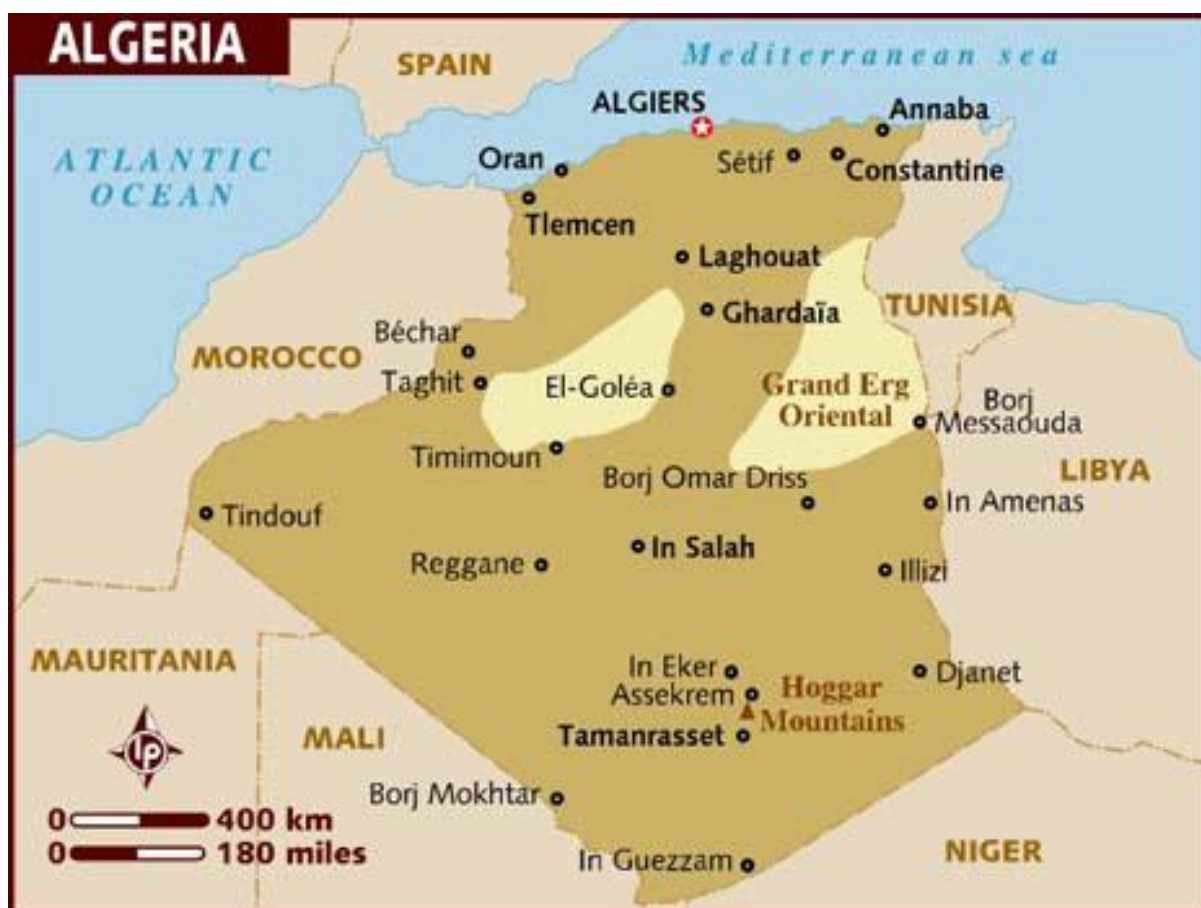 ALGERIA
SPAIN
Mediterranean sea
ALGIERS
Annaba
ATLANTIC
OCEAN
Oran
Sétif
Constantine
Tlemcen
Laghouat
Ghardaïa
TUNISIA
Béchar
MOROCCO
Taghit
El-Goléa
Grand Erg
Oriental
Borj
Messaouda
Timimoun
Borj Omar Driss
LIBYA
Tindouf
In Amenas
In Salah
Reggane
Illizi
MAURITANIA
In Eker
Djanet
Assekrem
Hoggar
Mountains
Tamanrasset
MALI
lp
Borj Mokhtar
0 400 km
0 180 miles
In Guezzam
NIGER